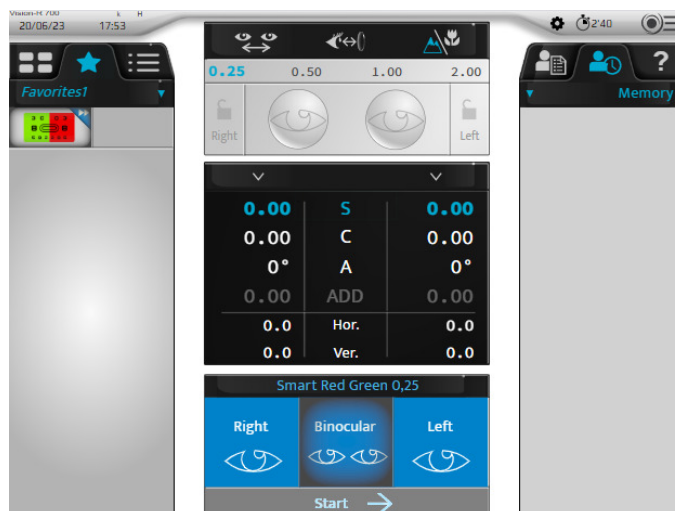 Vision-R 700
20/06/23 17:53
2'40
0.25 0.50 1.00 2.00
Right Left
Favorites1
Memory
?
0.00 S 0.00
0.00 C 0.00
0° A 0°
0.00 ADD 0.00
0.0 Hor. 0.0
0.0 Ver. 0.0
Smart Red Green 0,25
Right Binocular Left
Start